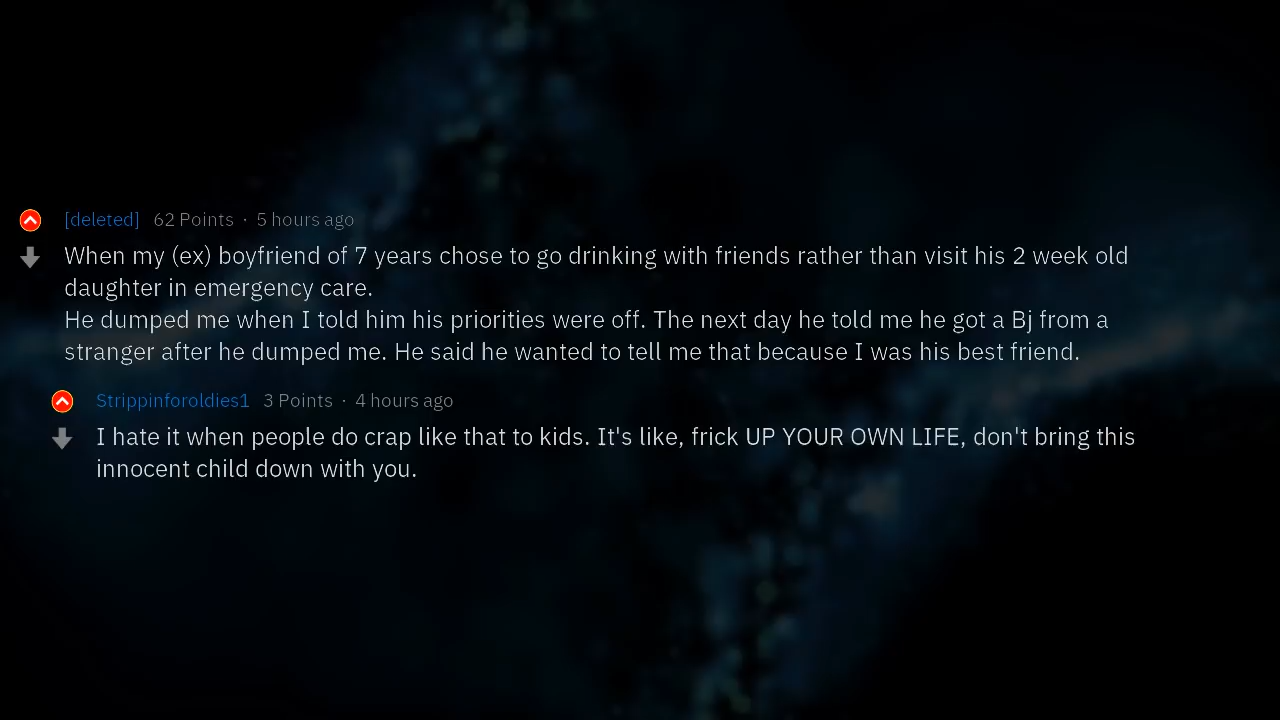 [deleted] 62 Points · 5 hours ago
When my (ex) boyfriend of 7 years chose to go drinking with friends rather than visit his 2 week old
daughter in emergency care.
He dumped me when I told him his priorities were off. The next day he told me he got a Bj from a
stranger after he dumped me. He said he wanted to tell me that because I was his best friend.
Strippinforoldies1 3 Points · 4 hours ago
I hate it when people do crap like that to kids. It's like, frick UP YOUR OWN LIFE, don't bring this
innocent child down with you.